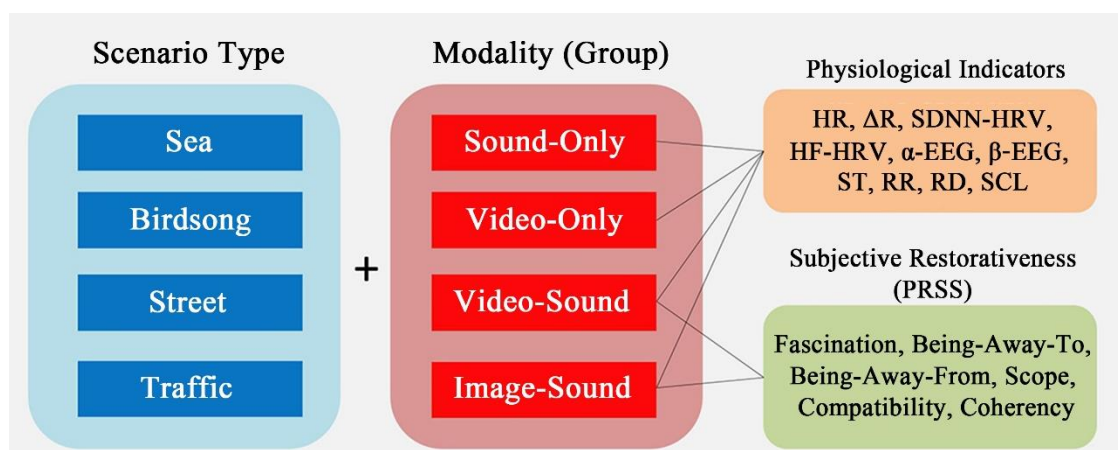 Scenario Type
Sea
Birdsong
Street
Traffic
+
Modality (Group)
Sound-Only
Video-Only
Video-Sound
Image-Sound
Physiological Indicators
HR, ΔR, SDNN-HRV,
HF-HRV, α-EEG, β-EEG,
ST, RR, RD, SCL
Subjective Restorativeness
(PRSS)
Fascination, Being-Away-To,
Being-Away-From, Scope,
Compatibility, Coherency